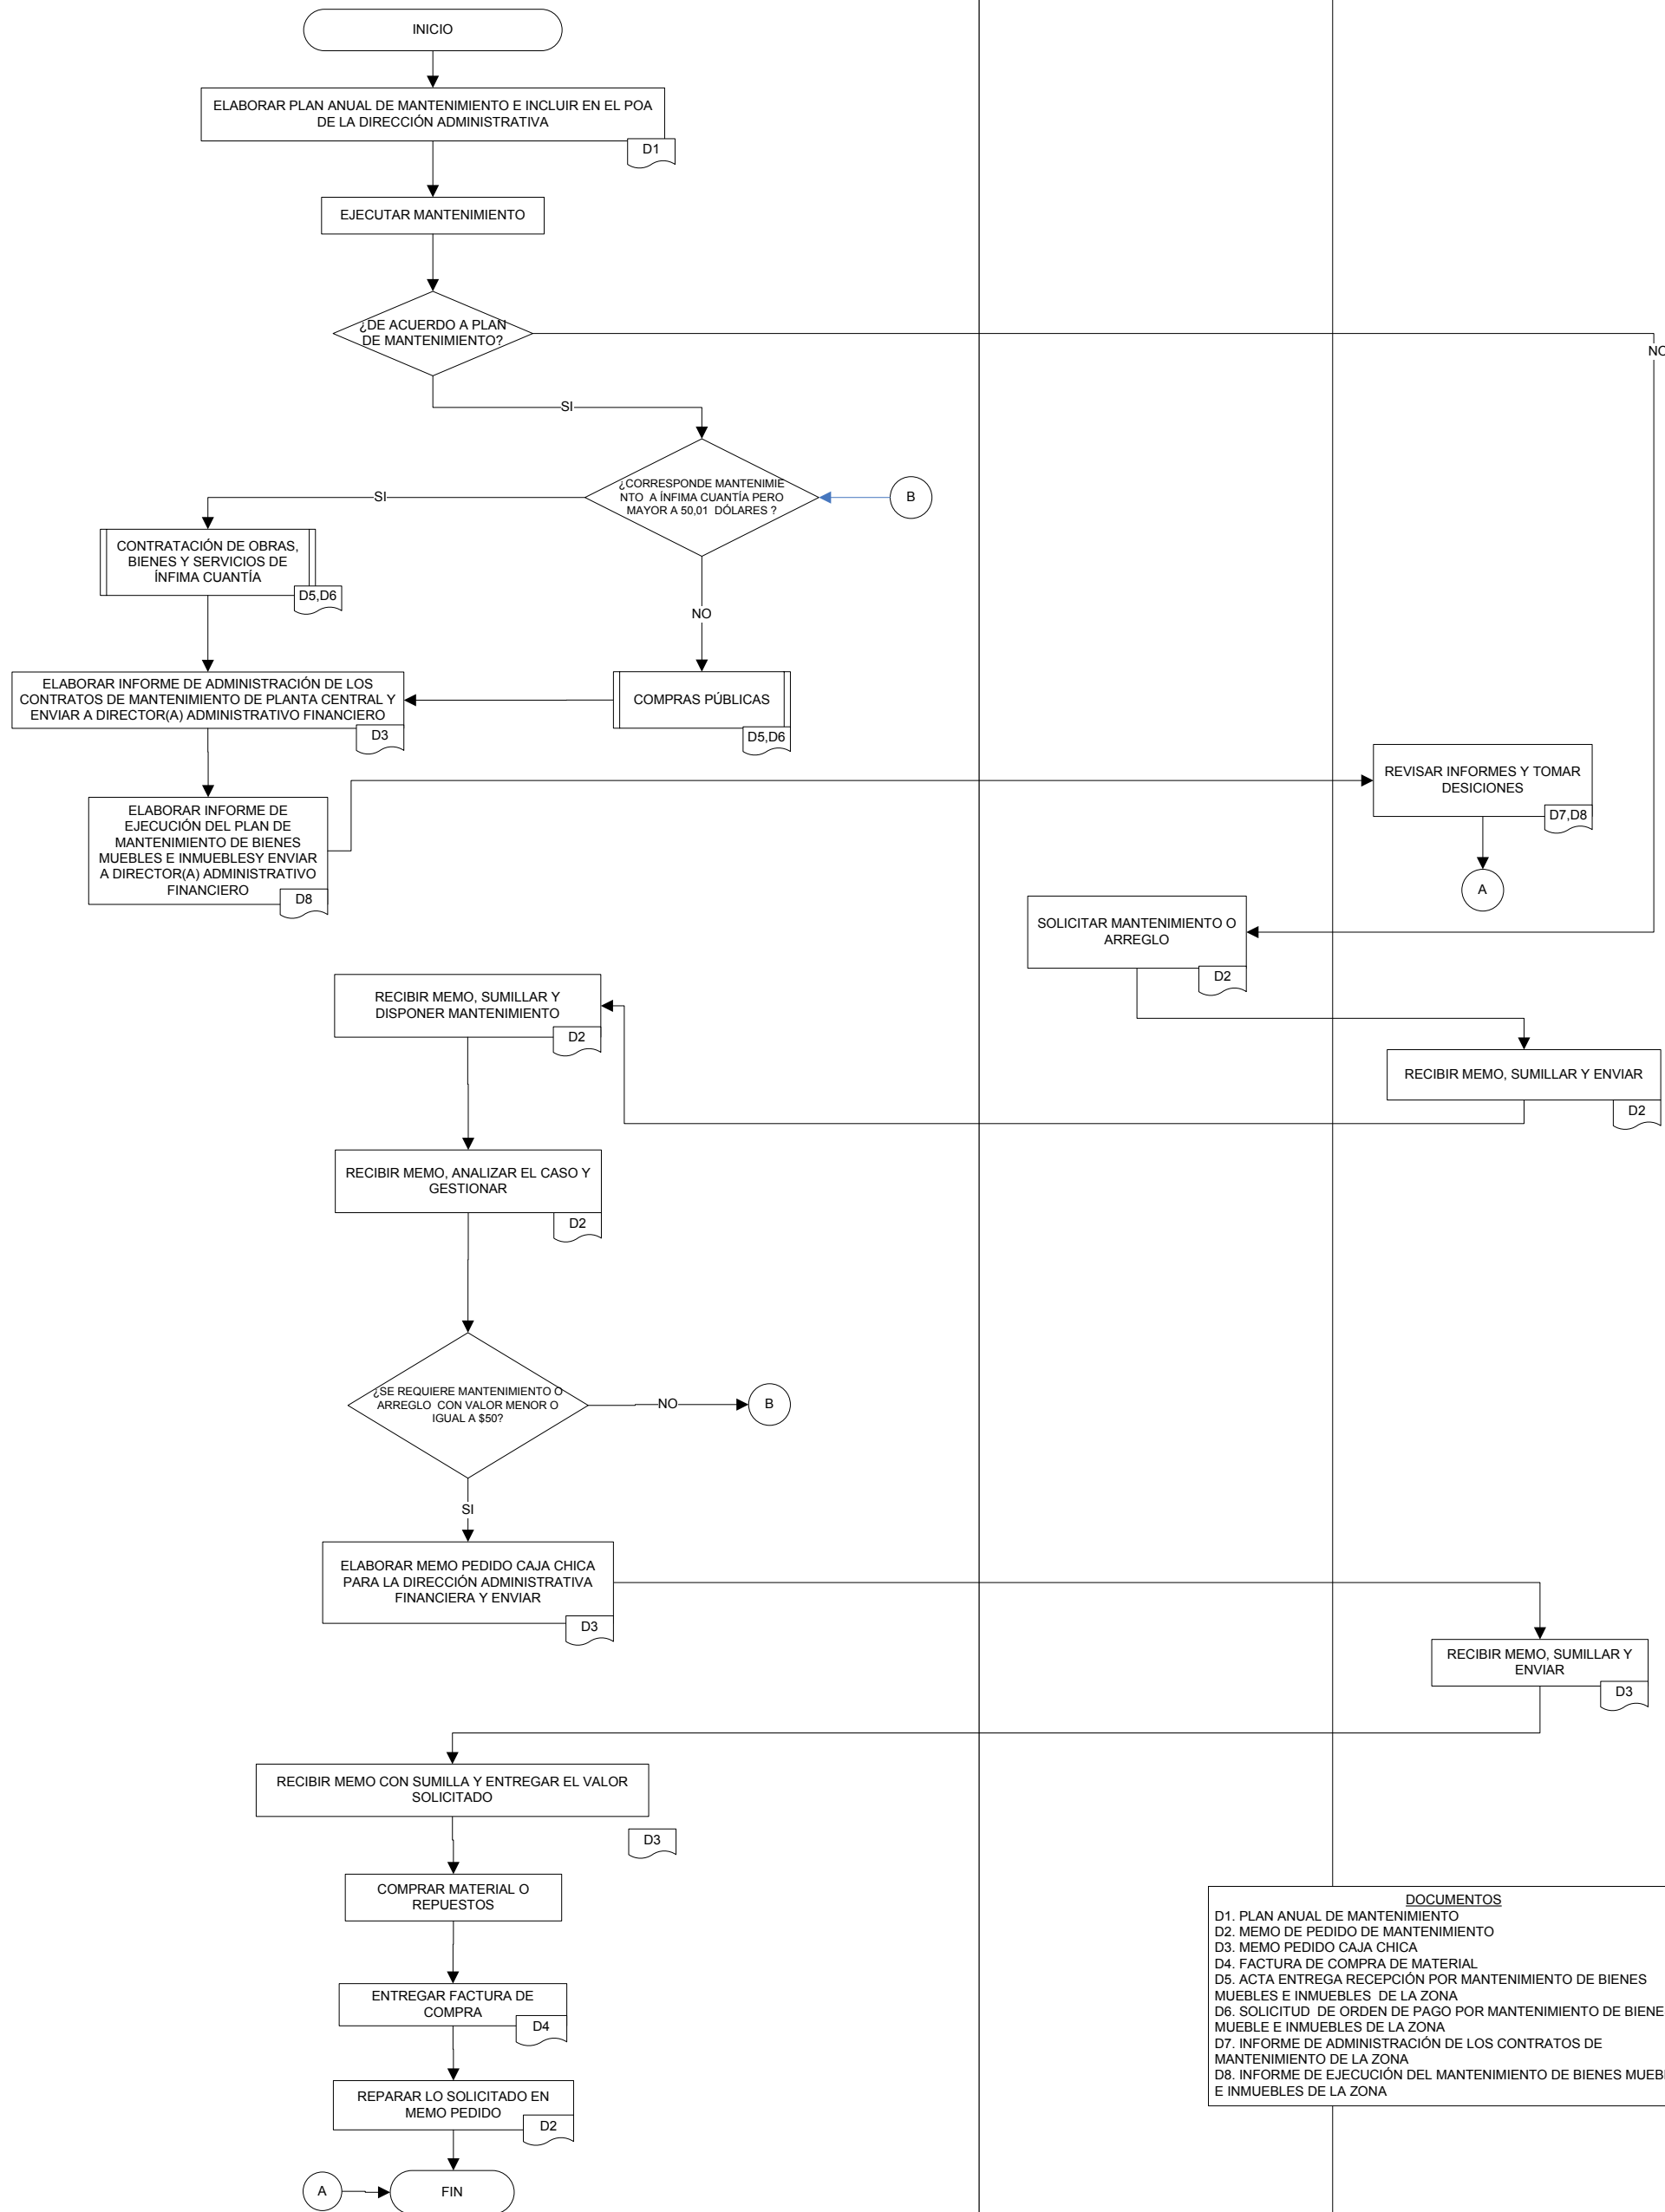 INICIO
ELABORAR PLAN ANUAL DE MANTENIMIENTO E INCLUIR EN EL POA
DE LA DIRECCIÓN ADMINISTRATIVA
D1
EJECUTAR MANTENIMIENTO
¿DE ACUERDO A PLAN
DE MANTENIMIENTO?
NO
SI
¿CORRESPONDE MANTENIMIE
NTO A ÍNFIMA CUANTÍA PERO
MAYOR A 50,01 DÓLARES ?
B
SI
CONTRATACIÓN DE OBRAS,
BIENES Y SERVICIOS DE
ÍNFIMA CUANTÍA
D5,D6
NO
ELABORAR INFORME DE ADMINISTRACIÓN DE LOS
CONTRATOS DE MANTENIMIENTO DE PLANTA CENTRAL Y
ENVIAR A DIRECTOR(A) ADMINISTRATIVO FINANCIERO
D3
COMPRAS PÚBLICAS
D5,D6
REVISAR INFORMES Y TOMAR
DESICIONES
D7,D8
ELABORAR INFORME DE
EJECUCIÓN DEL PLAN DE
MANTENIMIENTO DE BIENES
MUEBLES E INMUEBLESY ENVIAR
A DIRECTOR(A) ADMINISTRATIVO
FINANCIERO
D8
A
SOLICITAR MANTENIMIENTO O
ARREGLO
D2
RECIBIR MEMO, SUMILLAR Y
DISPONER MANTENIMIENTO
D2
RECIBIR MEMO, SUMILLAR Y ENVIAR
D2
RECIBIR MEMO, ANALIZAR EL CASO Y
GESTIONAR
D2
¿SE REQUIERE MANTENIMIENTO O
ARREGLO CON VALOR MENOR O
IGUAL A $50?
NO
B
SI
ELABORAR MEMO PEDIDO CAJA CHICA
PARA LA DIRECCIÓN ADMINISTRATIVA
FINANCIERA Y ENVIAR
D3
RECIBIR MEMO, SUMILLAR Y
ENVIAR
D3
RECIBIR MEMO CON SUMILLA Y ENTREGAR EL VALOR
SOLICITADO
D3
COMPRAR MATERIAL O
REPUESTOS
ENTREGAR FACTURA DE
COMPRA
D4
REPARAR LO SOLICITADO EN
MEMO PEDIDO
D2
A
FIN
DOCUMENTOS
D1. PLAN ANUAL DE MANTENIMIENTO
D2. MEMO DE PEDIDO DE MANTENIMIENTO
D3. MEMO PEDIDO CAJA CHICA
D4. FACTURA DE COMPRA DE MATERIAL
D5. ACTA ENTREGA RECEPCIÓN POR MANTENIMIENTO DE BIENES
MUEBLES E INMUEBLES DE LA ZONA
D6. SOLICITUD DE ORDEN DE PAGO POR MANTENIMIENTO DE BIENE
MUEBLE E INMUEBLES DE LA ZONA
D7. INFORME DE ADMINISTRACIÓN DE LOS CONTRATOS DE
MANTENIMIENTO DE LA ZONA
D8. INFORME DE EJECUCIÓN DEL MANTENIMIENTO DE BIENES MUEB
E INMUEBLES DE LA ZONA